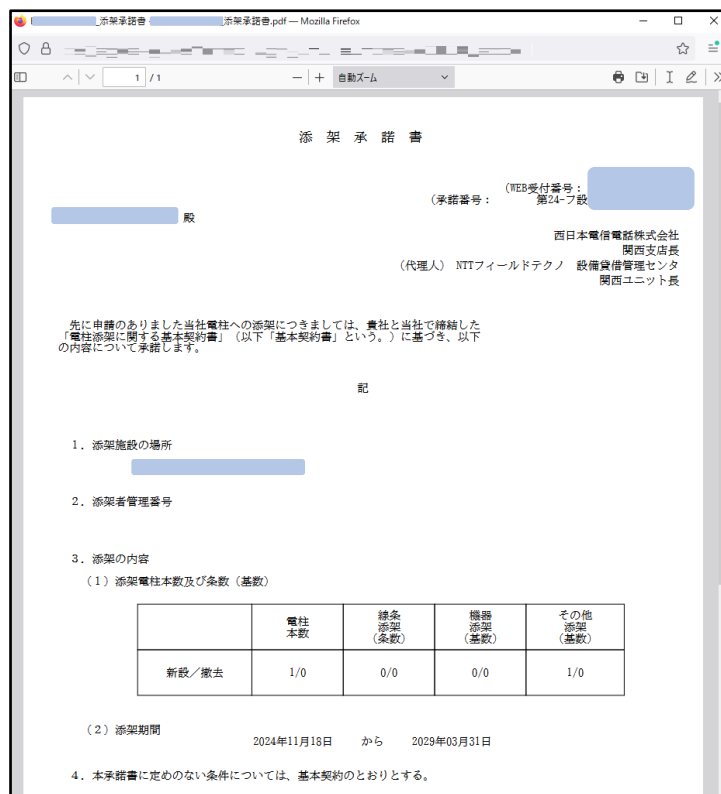 _添架承諾書 - _添架承諾書.pdf — Mozilla Firefox
1 / 1
自動ズーム
添 架 承 諾 書
(WEB受付番号：
(承諾番号： 第24-フ設
殿
西日本電信電話株式会社
関西支店長
(代理人) NTTフィールドテクノ 設備貸借管理センタ
関西ユニット長
先に申請のありました当社電柱への添架につきましては、貴社と当社で締結した
「電柱添架に関する基本契約書」（以下「基本契約書」という。）に基づき、以下
の内容について承諾します。
記
１．添架施設の場所
２．添架者管理番号
３．添架の内容
（１）添架電柱本数及び条数（基数）
電柱
本数
線条
添架
（条数）
機器
添架
（基数）
その他
添架
（基数）
新設／撤去 1/0 0/0 0/0 1/0
（２）添架期間
2024年11月18日 から 2029年03月31日
４．本承諾書に定めのない条件については、基本契約のとおりとする。